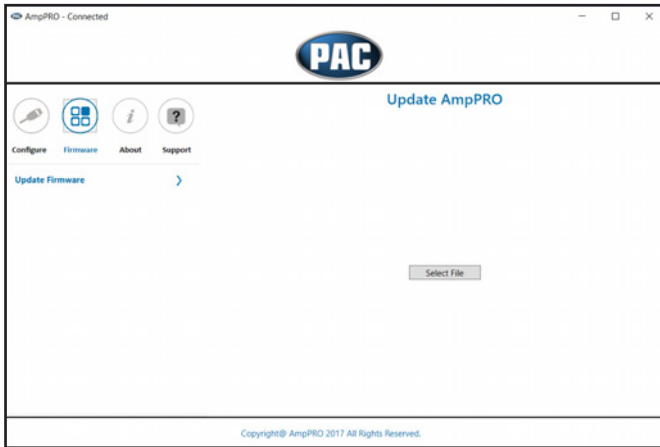 AmpPRO - Connected
PAC
Update AmpPRO
Configure Firmware About Support
Update Firmware
Select File
Copyright@ AmpPRO 2017 All Rights Reserved.